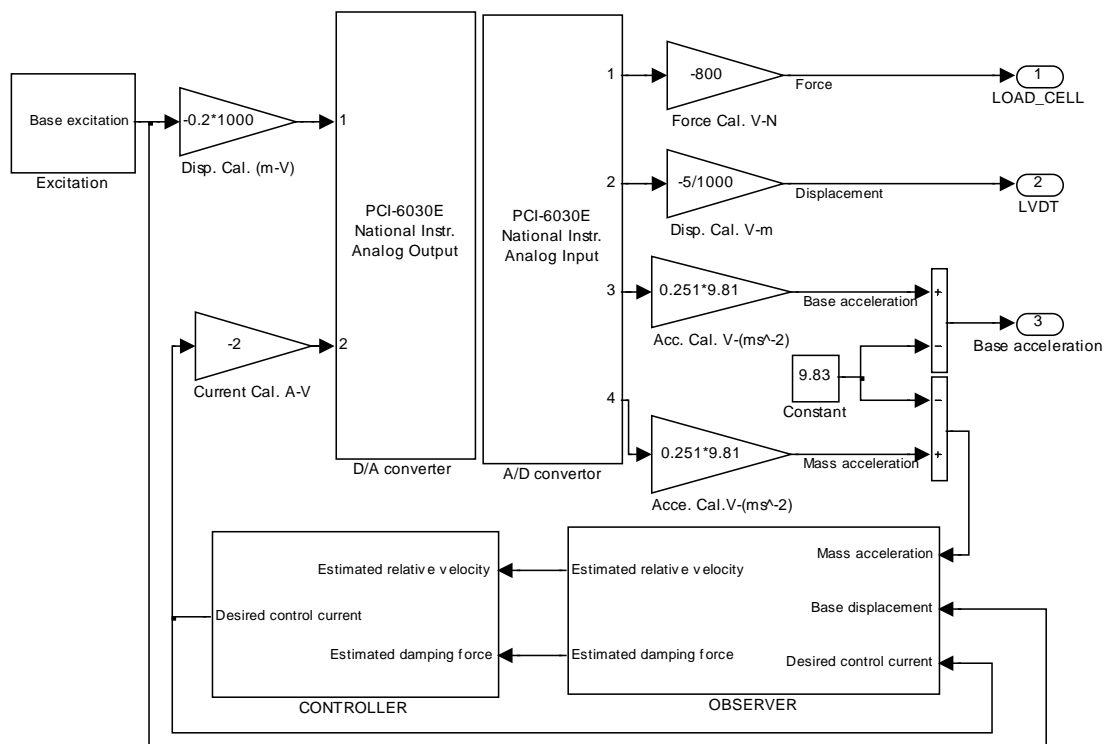 Base excitation
Excitation
-0.2*1000
Disp. Cal. (m-V)
-2
Current Cal. A-V
1
2
PCI-6030E
National Instr.
Analog Output
D/A converter
PCI-6030E
National Instr.
Analog Input
1
2
3
4
A/D convertor
-800
Force Cal. V-N
Force
1
LOAD_CELL
-5/1000
Disp. Cal. V-m
Displacement
2
LVDT
0.251*9.81
Acc. Cal. V-(ms^-2)
Base acceleration
+
−
3
Base acceleration
9.83
Constant
−
+
0.251*9.81
Acce. Cal.V-(ms^-2)
Mass acceleration
Estimated relative velocity
Desired control current
Estimated damping force
CONTROLLER
Estimated relative velocity
Estimated damping force
Mass acceleration
Base displacement
Desired control current
OBSERVER